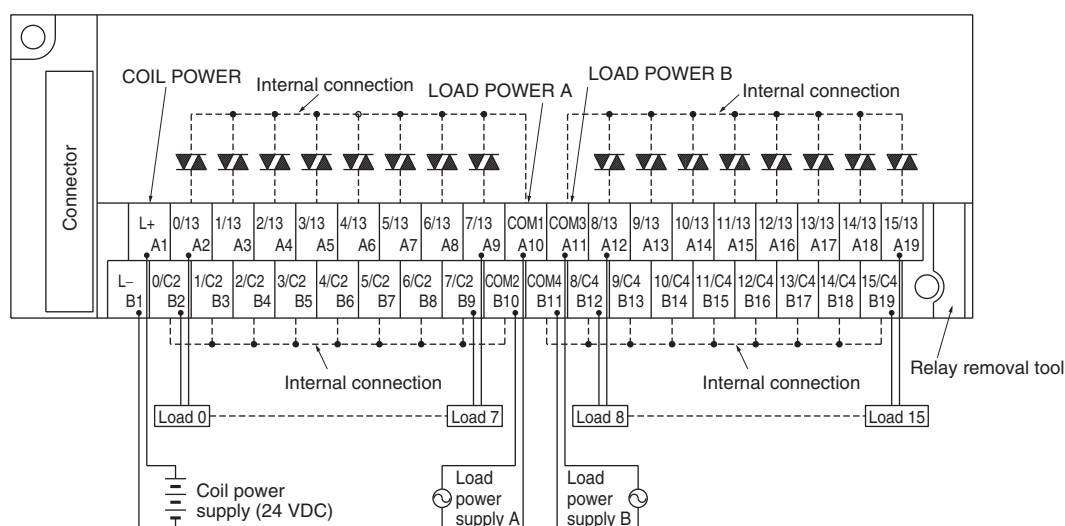 COIL POWER
Internal connection
LOAD POWER A
LOAD POWER B
Internal connection
Connector
L+ 0/13 1/13 2/13 3/13 4/13 5/13 6/13 7/13 COM1 COM3 8/13 9/13 10/13 11/13 12/13 13/13 14/13 15/13
A1 A2 A3 A4 A5 A6 A7 A8 A9 A10 A11 A12 A13 A14 A15 A16 A17 A18 A19
L– 0/C2 1/C2 2/C2 3/C2 4/C2 5/C2 6/C2 7/C2 COM2 COM4 8/C4 9/C4 10/C4 11/C4 12/C4 13/C4 14/C4 15/C4
B1 B2 B3 B4 B5 B6 B7 B8 B9 B10 B11 B12 B13 B14 B15 B16 B17 B18 B19
Relay removal tool
Internal connection
Internal connection
Load 0
Load 7
Load 8
Load 15
Coil power
supply (24 VDC)
Load
power
supply A
Load
power
supply B